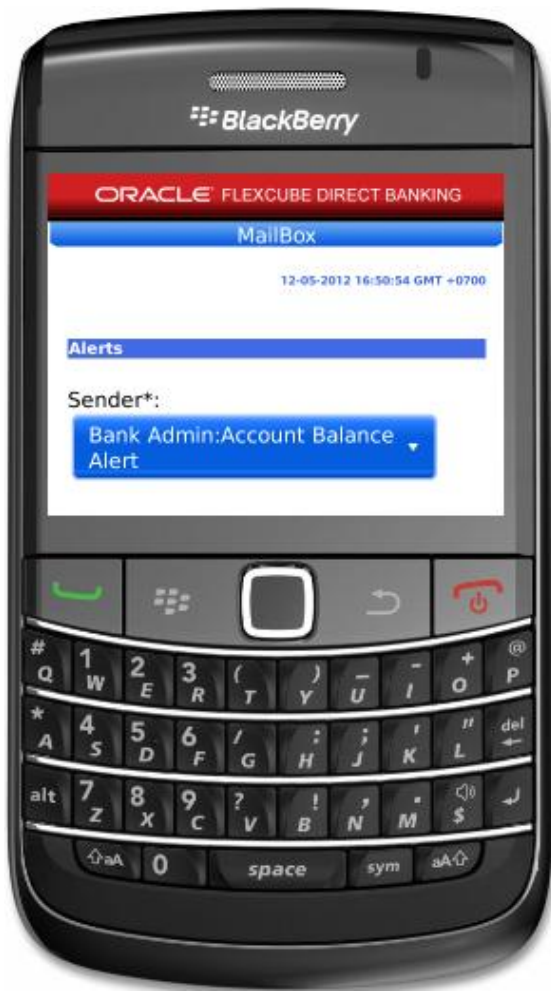 BlackBerry
ORACLE FLEXCUBE DIRECT BANKING
MailBox
12-05-2012 16:50:54 GMT +0700
Alerts
Sender*:
Bank Admin:Account Balance
Alert
# 1 2 3 ( ) _ - + @
Q W E R T Y U I O P
* 4 5 6 / : ; ' " del
A S D F G H J K L
alt 7 8 9 ? ! , .
Z X C V B N M $
aA 0 space sym aA